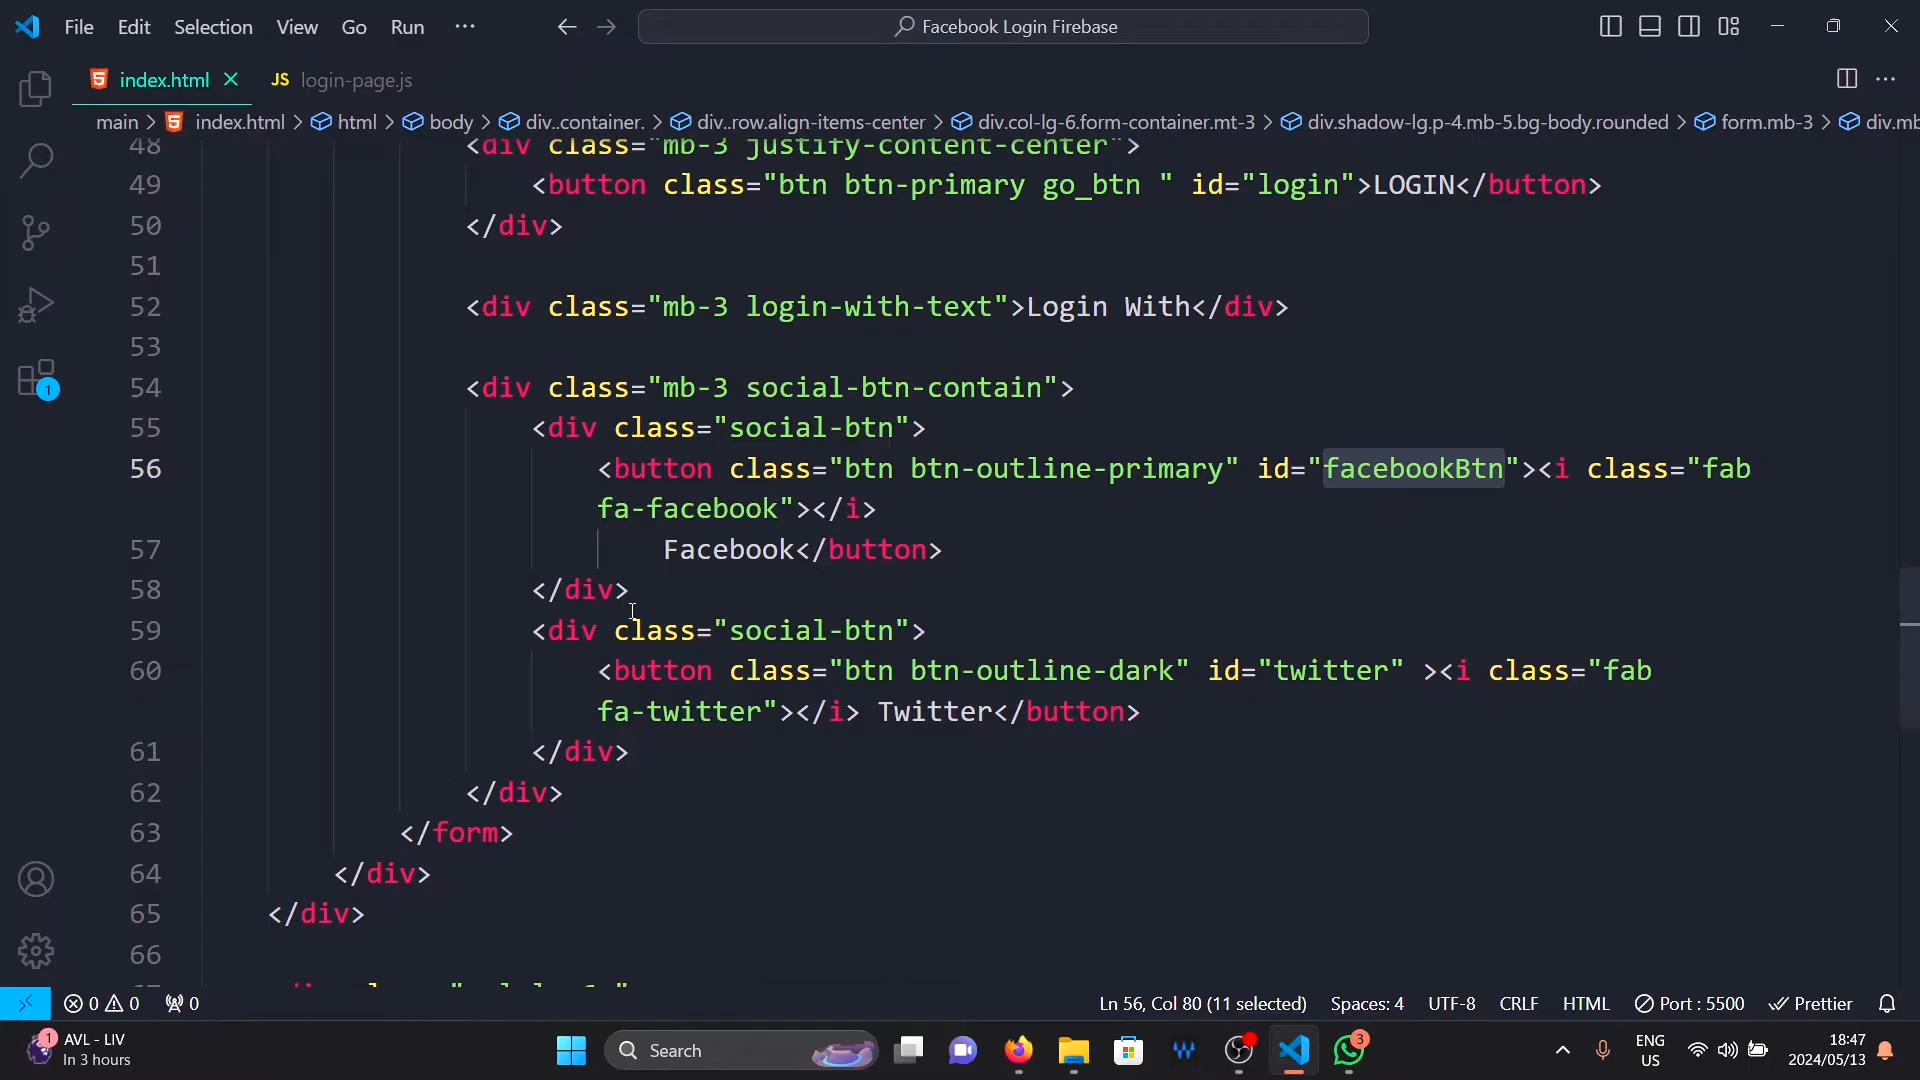 File Edit Selection View Go Run ··· Facebook Login Firebase
index.html JS login-page.js
main > index.html > html > body > div..container. > div..row.align-items-center > div.col-lg-6.form-container.mt-3 > div.shadow-lg.p-4.mb-5.bg-body.rounded > form.mb-3 > div.mb
48 <div class="mb-3 justify-content-center">
49 <button class="btn btn-primary go_btn " id="login">LOGIN</button>
50 </div>
51
52 <div class="mb-3 login-with-text">Login With</div>
53
54 <div class="mb-3 social-btn-contain">
55 <div class="social-btn">
56 <button class="btn btn-outline-primary" id="facebookBtn"><i class="fab
fa-facebook"></i>
57 Facebook</button>
58 </div>
59 <div class="social-btn">
60 <button class="btn btn-outline-dark" id="twitter" ><i class="fab
fa-twitter"></i> Twitter</button>
61 </div>
62 </div>
63 </form>
64 </div>
65 </div>
66
0 0 0 Ln 56, Col 80 (11 selected) Spaces: 4 UTF-8 CRLF HTML Port : 5500 Prettier
1 AVL - LIV
In 3 hours
Search
3
ENG
US
18:47
2024/05/13